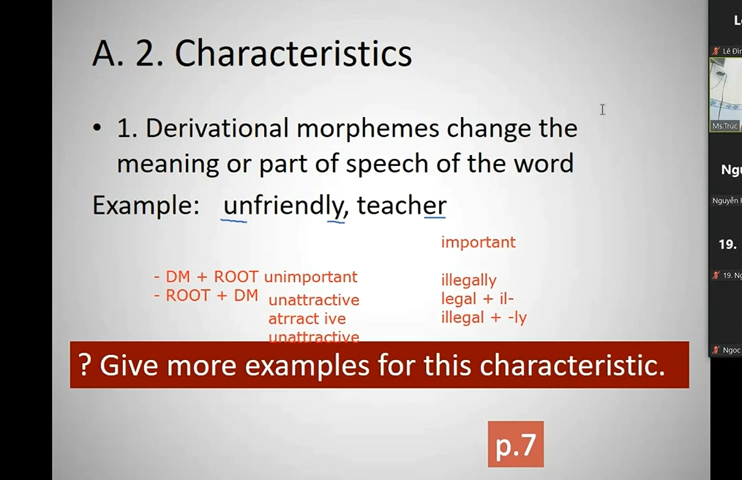 A. 2. Characteristics
• 1. Derivational morphemes change the
meaning or part of speech of the word
Example: unfriendly, teacher
important
- DM + ROOT unimportant
- ROOT + DM
unattractive
atrract ive
unattractive
illegally
legal + il-
illegal + -ly
? Give more examples for this characteristic.
p.7
Lê Đìn
Ms.Trúc
Nguyễn
19.
19. Ng
Ngoc